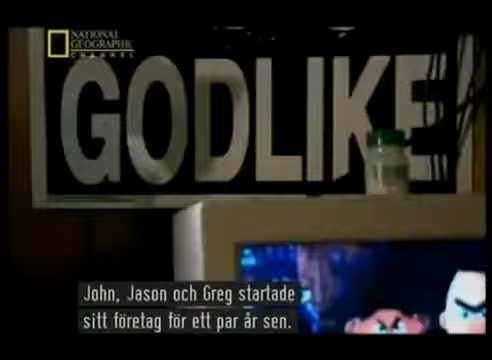 NATIONAL
GEOGRAPHIC
CHANNEL
GODLIKE
John, Jason och Greg startade
sitt företag för ett par år sen.